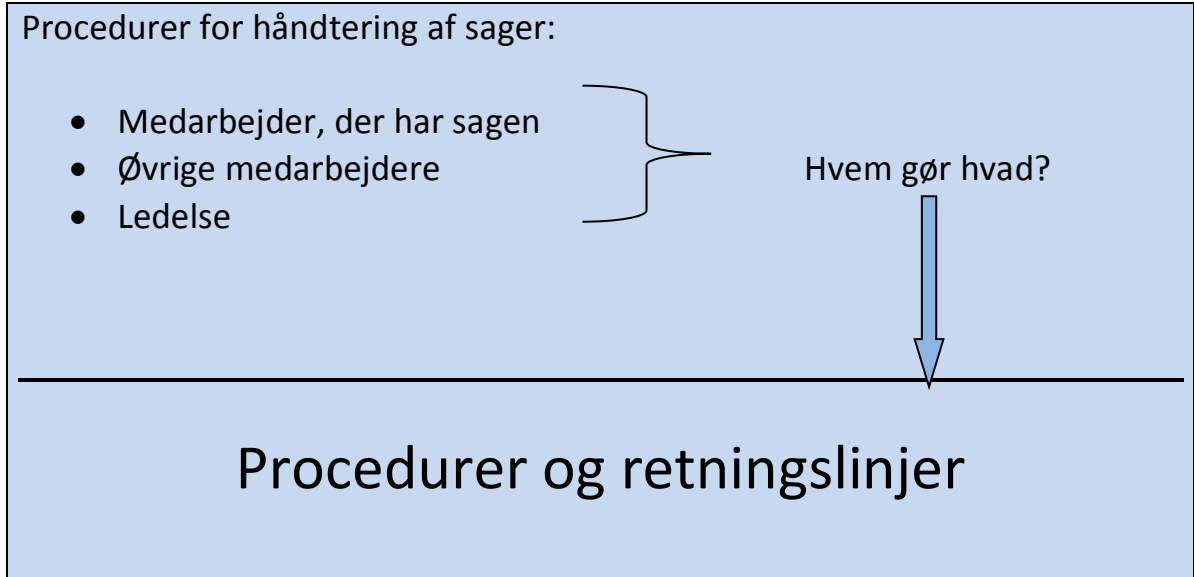 Procedurer for håndtering af sager:
• Medarbejder, der har sagen
• Øvrige medarbejdere
• Ledelse
Hvem gør hvad?
Procedurer og retningslinjer